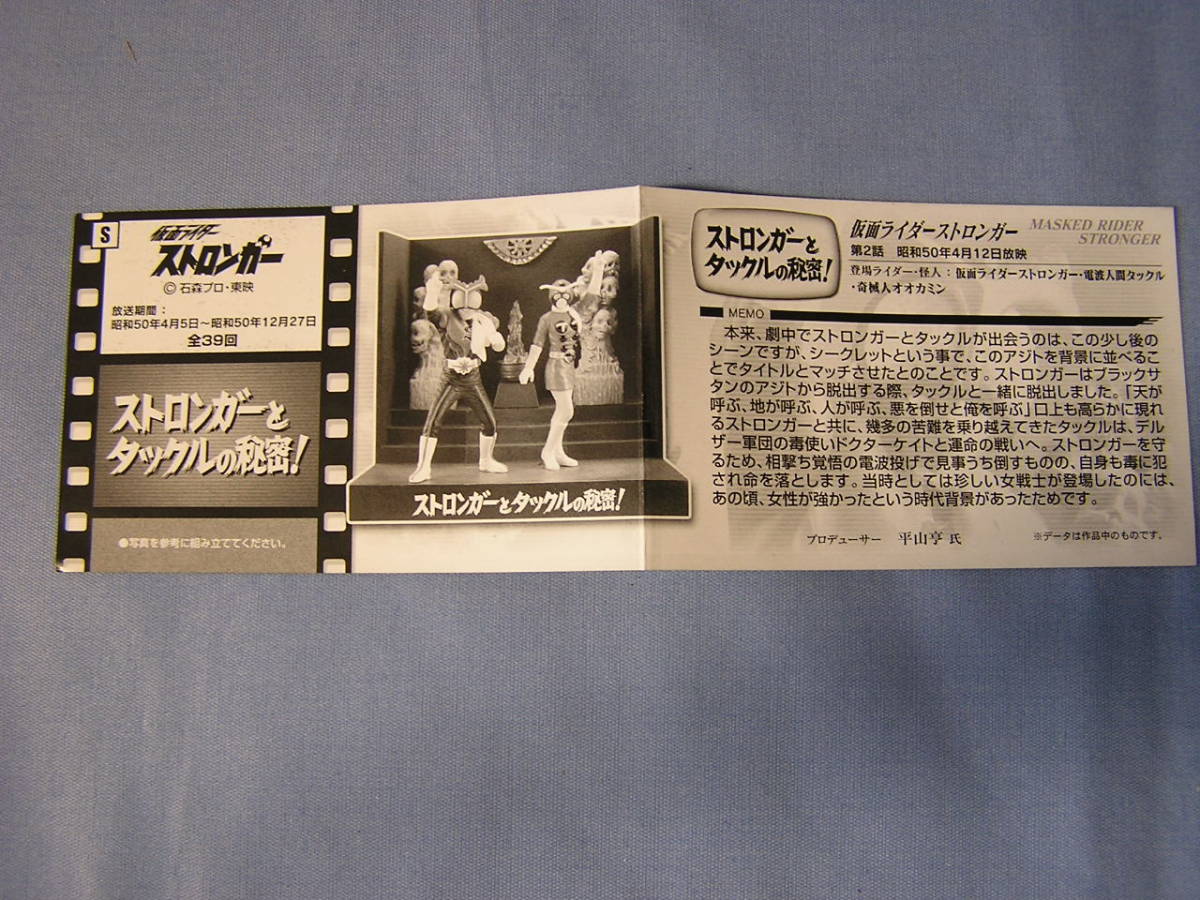 S
仮面ライダー
ストロンガー
© 石森プロ・東映
放送期間：
昭和50年4月5日～昭和50年12月27日
全39回
ストロンガーと
タックルの秘密!
●写真を参考に組み立ててください。
ストロンガーとタックルの秘密!
ストロンガーと
タックルの秘密!
仮面ライダーストロンガー
MASKED RIDER
STRONGER
第2話 昭和50年4月12日放映
登場ライダー・怪人：仮面ライダーストロンガー・電波人間タックル
・奇械人オオカミン
MEMO
本来、劇中でストロンガーとタックルが出会うのは、この少し後の
シーンですが、シークレットという事で、このアジトを背景に並べるこ
とでタイトルとマッチさせたとのことです。ストロンガーはブラックサ
タンのアジトから脱出する際、タックルと一緒に脱出しました。「天が
呼ぶ、地が呼ぶ、人が呼ぶ、悪を倒せと俺を呼ぶ」口上も高らかに現れ
るストロンガーと共に、幾多の苦難を乗り越えてきたタックルは、デル
ザー軍団の毒使いドクターケイトと運命の戦いへ。ストロンガーを守
るため、相撃ち覚悟の電波投げで見事うち倒すものの、自身も毒に犯
され命を落とします。当時としては珍しい女戦士が登場したのには、
あの頃、女性が強かったという時代背景があったためです。
プロデューサー 平山亨 氏
※データは作品中のものです。